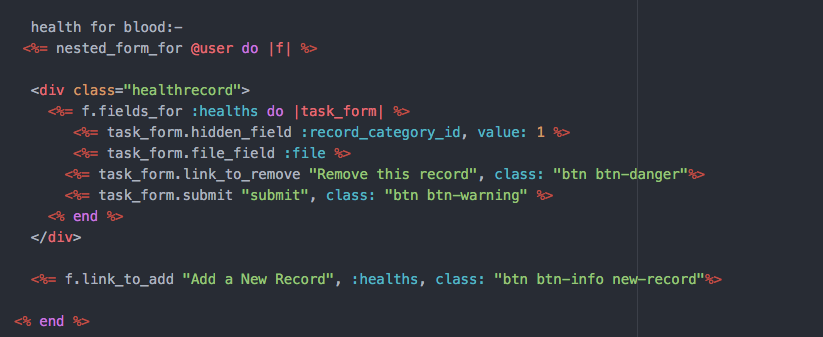 health for blood:-
<%= nested_form_for @user do |f| %>
<div class="healthrecord">
<%= f.fields_for :healths do |task_form| %>
<%= task_form.hidden_field :record_category_id, value: 1 %>
<%= task_form.file_field :file %>
<%= task_form.link_to_remove "Remove this record", class: "btn btn-danger"%>
<%= task_form.submit "submit", class: "btn btn-warning" %>
<% end %>
</div>
<%= f.link_to_add "Add a New Record", :healths, class: "btn btn-info new-record"%>
<% end %>